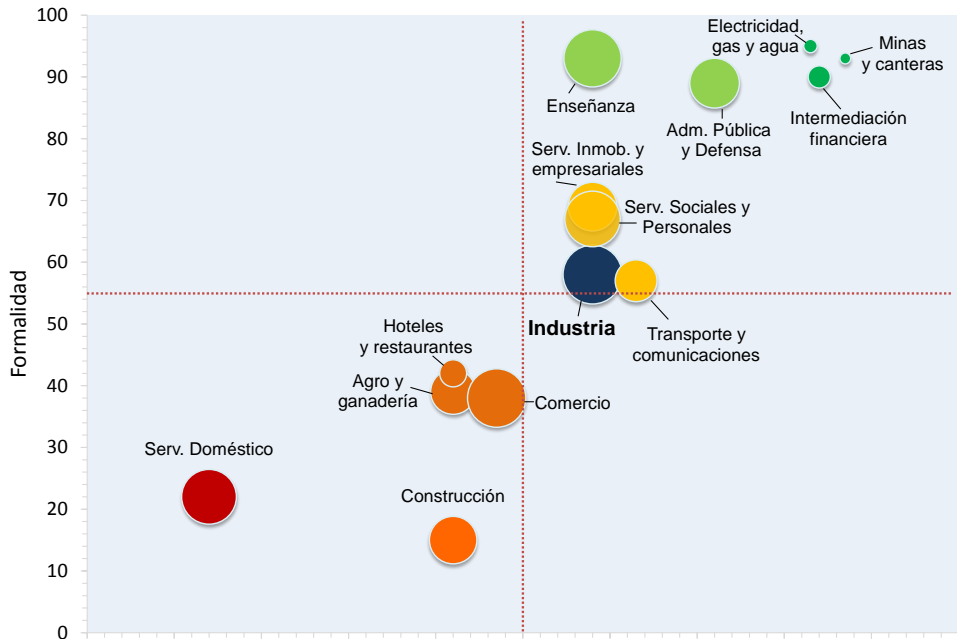 Formalidad
100
90
80
70
60
50
40
30
20
10
0
Electricidad,
gas y agua
Minas
y canteras
Enseñanza
Adm. Pública
y Defensa
Intermediación
financiera
Serv. Inmob. y
empresariales
Serv. Sociales y
Personales
Industria
Transporte y
comunicaciones
Hoteles
y restaurantes
Agro y
ganadería
Comercio
Serv. Doméstico
Construcción